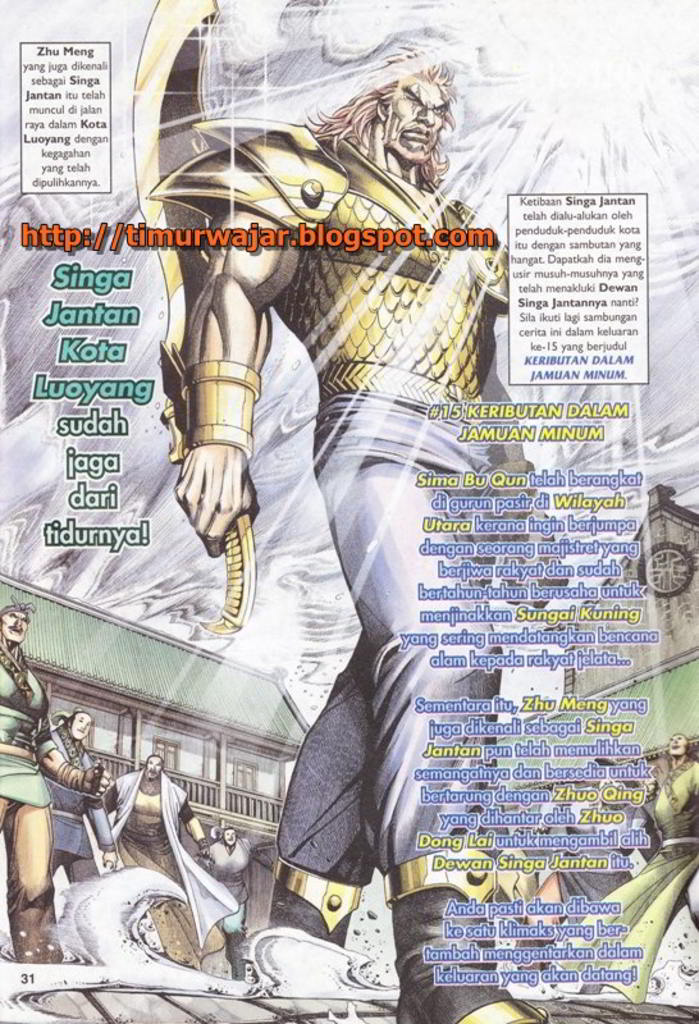 Zhu Meng
yang juga dikenali
sebagai Singa
Jantan itu telah
muncul di jalan
raya dalam Kota
Luoyang dengan
kegagahan
yang telah
dipulihkannya.
http://timurwajar.blogspot.com
Ketibaan Singa Jantan
telah dialu-alukan oleh
penduduk-penduduk kota
itu dengan sambutan yang
hangat. Dapatkah dia meng-
usir musuh-musuhnya yang
telah menakluki Dewan
Singa Jantannya nanti?
Sila ikuti lagi sambungan
cerita ini dalam keluaran
ke-15 yang berjudul
KERIBUTAN DALAM
JAMUAN MINUM.
Singa
Jantan
Kota
Luoyang
sudah
jaga
dari
tidurnya!
#15 KERIBUTAN DALAM
JAMUAN MINUM
Sima Bu Qun telah berangkat
di gurun pasir di Wilayah
Utara kerana ingin berjumpa
dengan seorang majistret yang
berjiwa rakyat dan sudah
bertahun-tahun berusaha untuk
menjinakkan Sungai Kuning
yang sering mendatangkan bencana
alam kepada rakyat jelata...
Sementara itu, Zhu Meng yang
juga dikenali sebagai Singa
Jantan pun telah memulihkan
semangatnya dan bersedia untuk
bertarung dengan Zhuo Qing
yang dihantar oleh Zhuo
Dong Lai untuk mengambil alih
Dewan Singa Jantan itu.
Anda pasti akan dibawa
ke satu klimaks yang ber-
tambah menggentarkan dalam
keluaran yang akan datang!
31